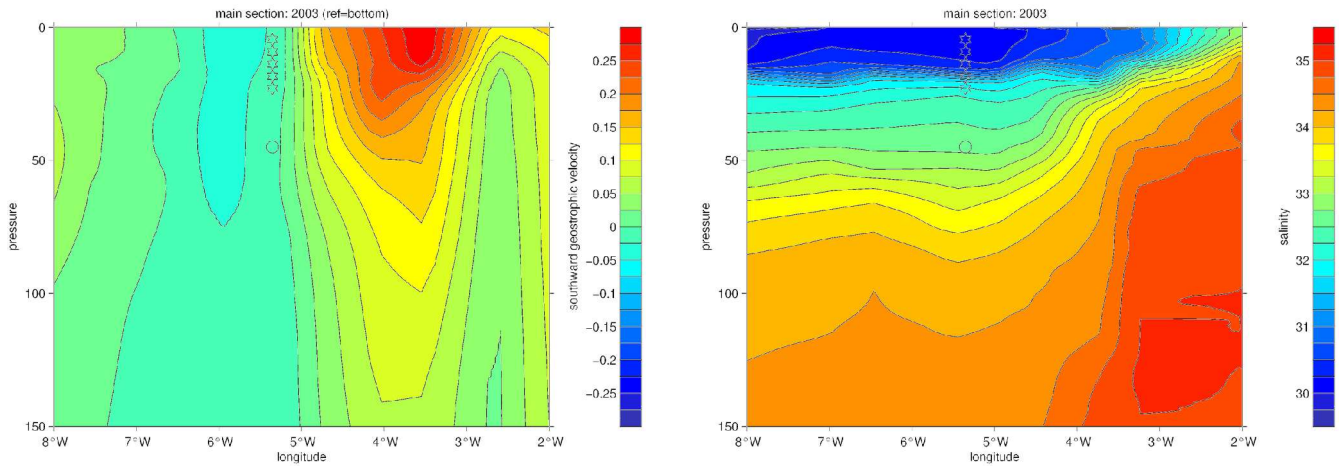 main section: 2003 (ref=bottom)
0
50
100
150
pressure
8°W
7°W
6°W
5°W
4°W
3°W
2°W
longitude
0.25
0.2
0.15
0.1
0.05
0
−0.05
−0.1
−0.15
−0.2
−0.25
southward geostrophic velocity
main section: 2003
0
50
100
150
pressure
8°W
7°W
6°W
5°W
4°W
3°W
2°W
longitude
35
34
33
32
31
30
salinity